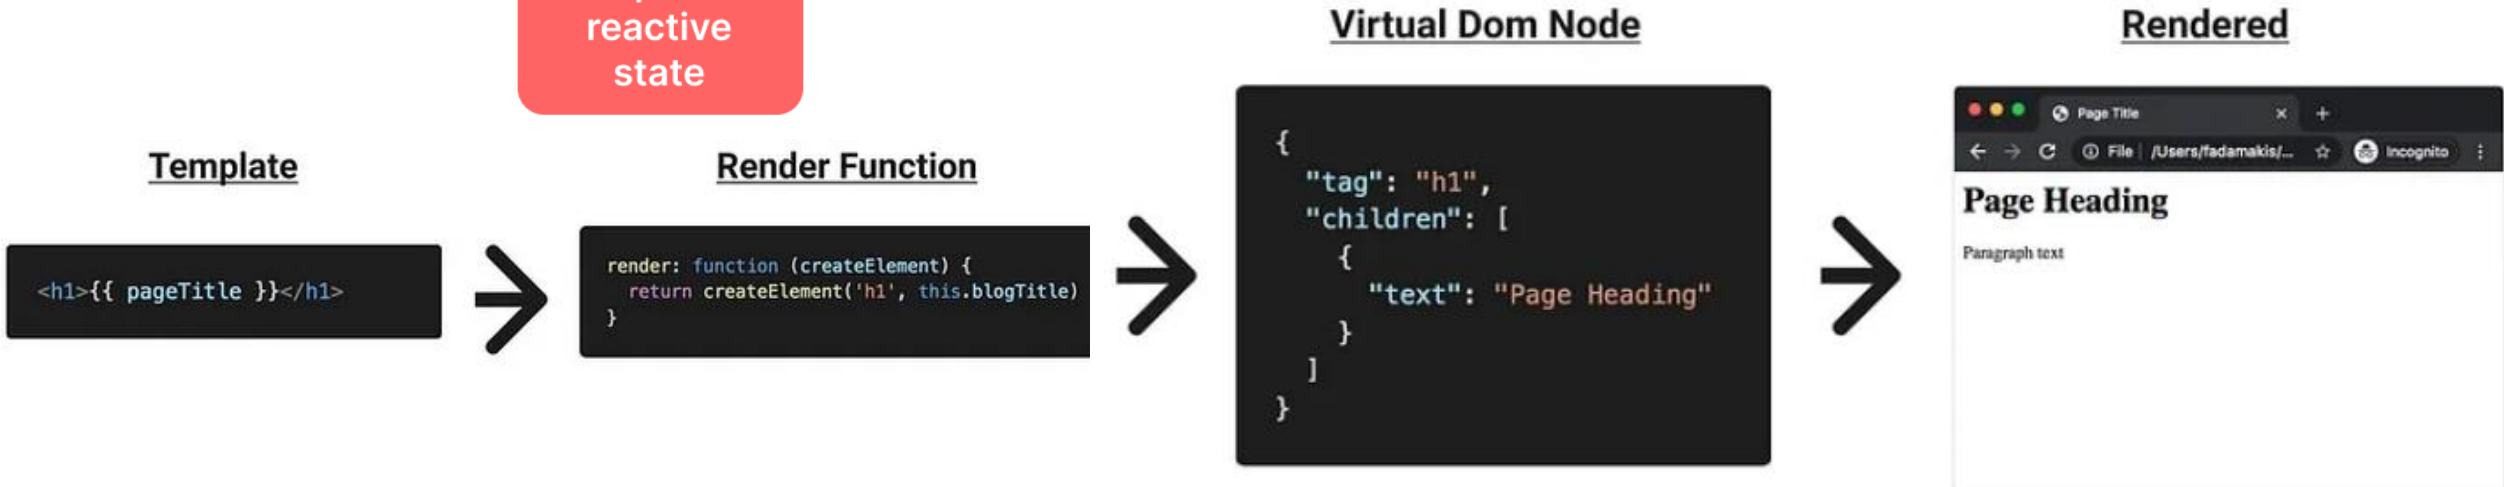 reactive
state
Template
<h1>{{ pageTitle }}</h1>
Render Function
render: function (createElement) {
return createElement('h1', this.blogTitle)
}
Virtual Dom Node
{
"tag": "h1",
"children": [
{
"text": "Page Heading"
}
]
}
Rendered
Page Title
File /Users/fadamakis/... Incognito
Page Heading
Paragraph text